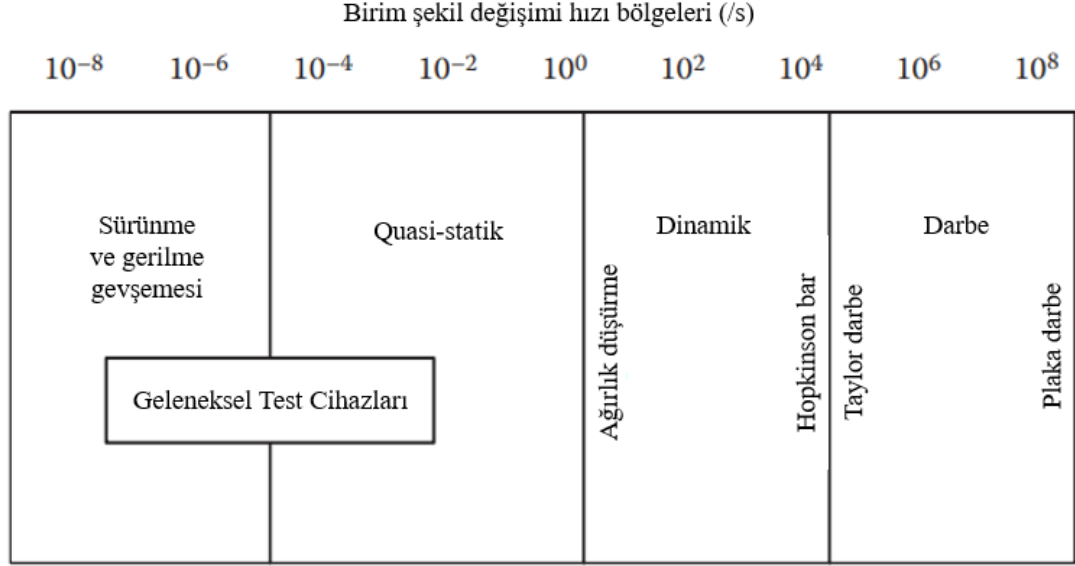 Birim şekil değişimi hızı bölgeleri (/s)
10⁻⁸ 10⁻⁶ 10⁻⁴ 10⁻² 10⁰ 10² 10⁴ 10⁶ 10⁸
Sürünme
ve gerilme
gevşemesi
Quasi-statik
Dinamik
Darbe
Geleneksel Test Cihazları
Ağırlık düşürme
Hopkinson bar
Taylor darbe
Plaka darbe